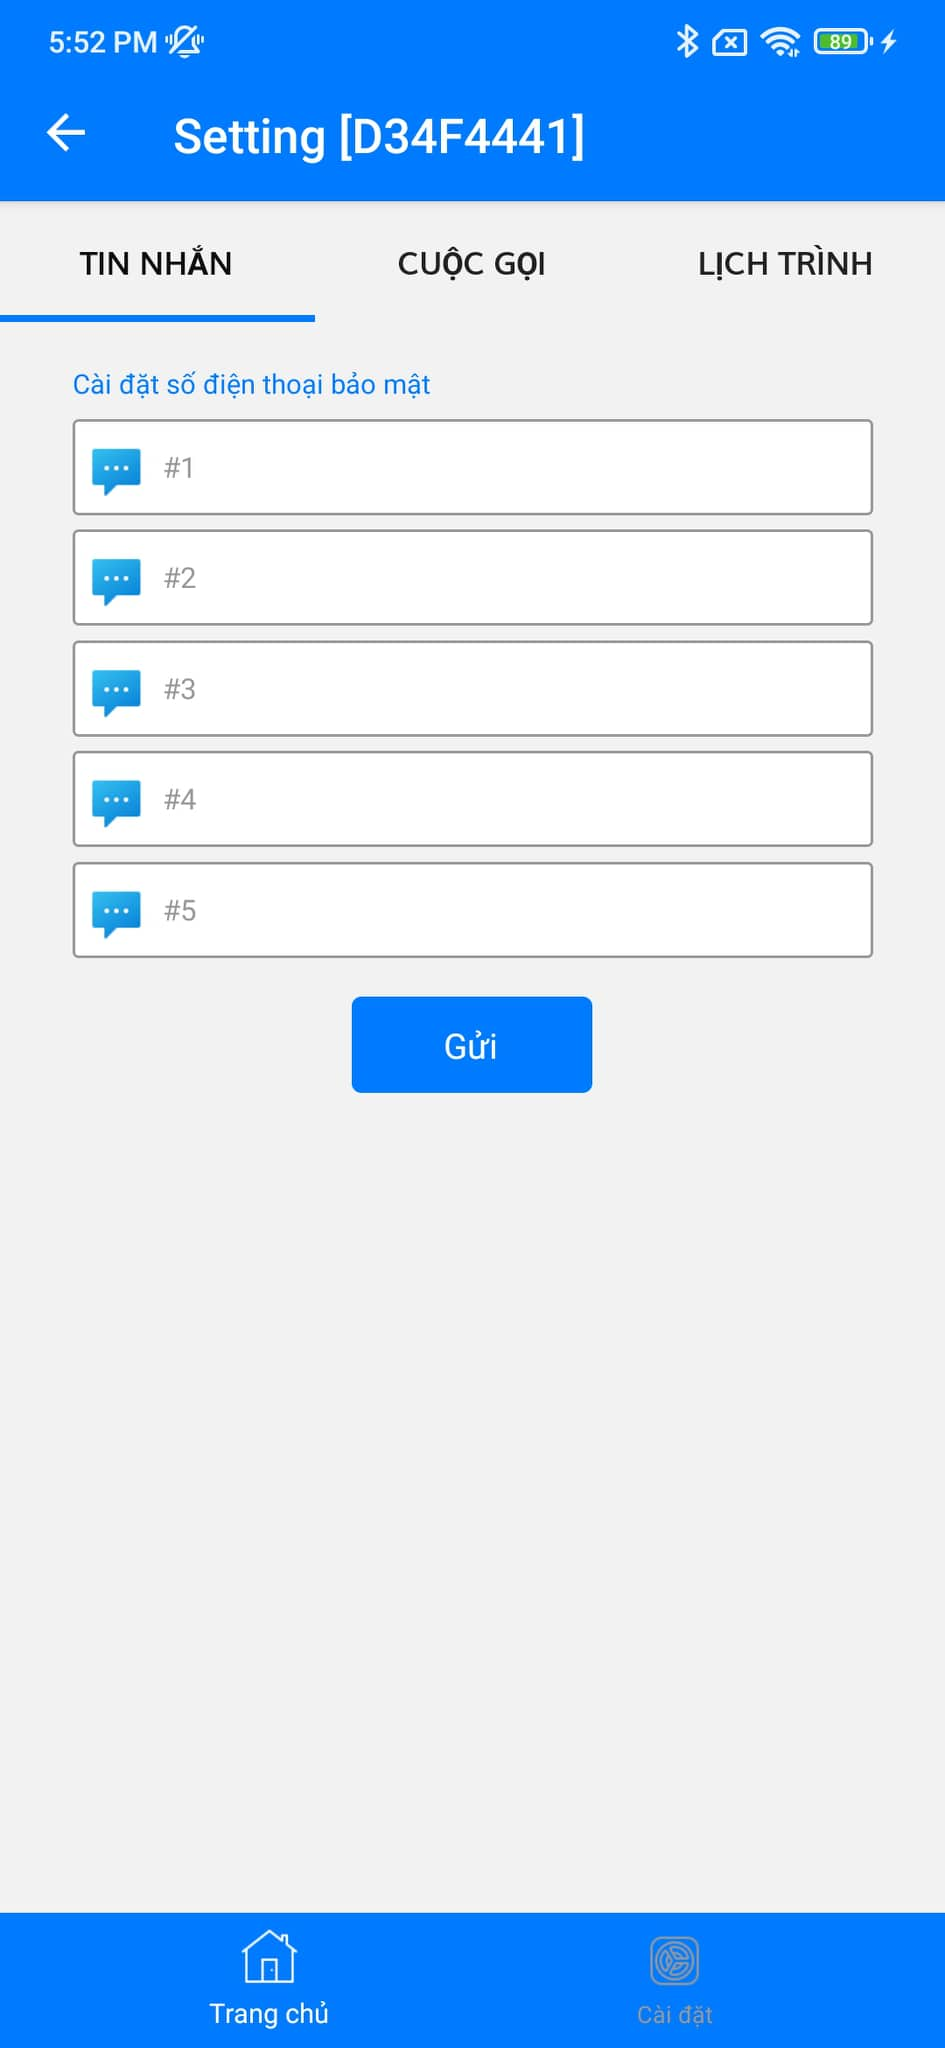 5:52 PM
89
Setting [D34F4441]
TIN NHẮN CUỘC GỌI LỊCH TRÌNH
Cài đặt số điện thoại bảo mật
#1
#2
#3
#4
#5
Gửi
Trang chủ Cài đặt